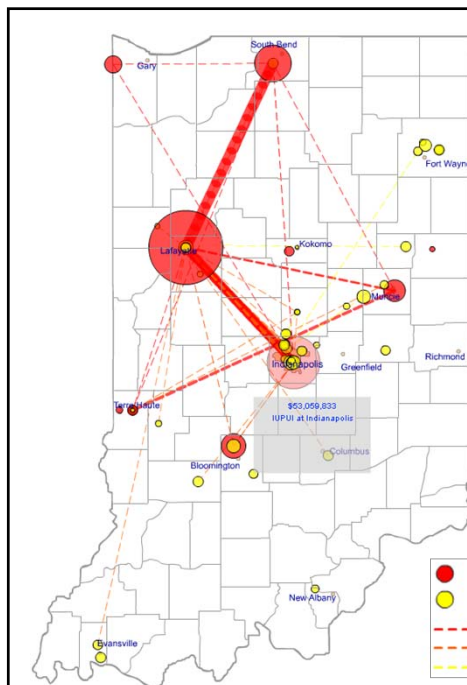 South Bend
Gary
Fort Wayne
Lafayette
Kokomo
Muncie
Indianapolis
Greenfield
Richmond
Terre Haute
$53,059,833
IUPUI at Indianapolis
Columbus
Bloomington
New Albany
Evansville